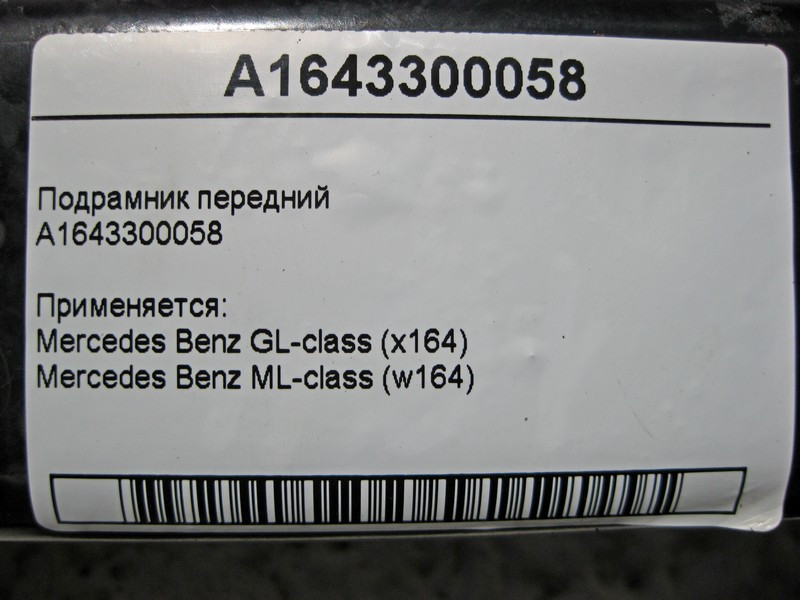 A1643300058
Подрамник передний
A1643300058
Применяется:
Mercedes Benz GL-class (x164)
Mercedes Benz ML-class (w164)